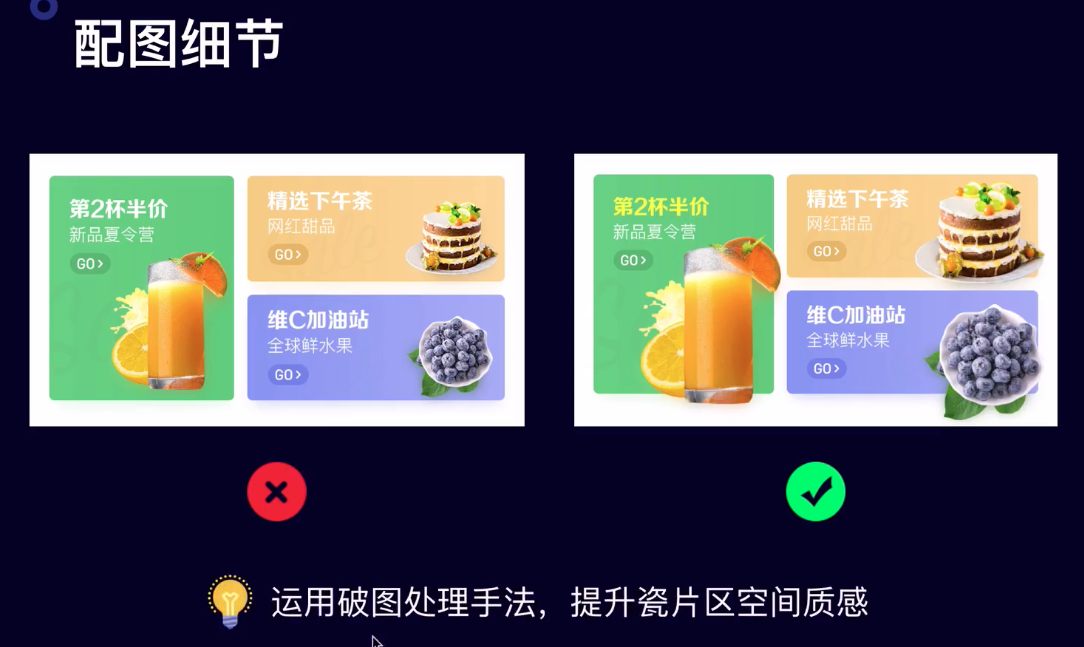 配图细节
第2杯半价
新品夏令营
GO>
精选下午茶
网红甜品
GO>
维C加油站
全球鲜水果
GO>
第2杯半价
新品夏令营
GO>
精选下午茶
网红甜品
GO>
维C加油站
全球鲜水果
GO>
运用破图处理手法，提升瓷片区空间质感